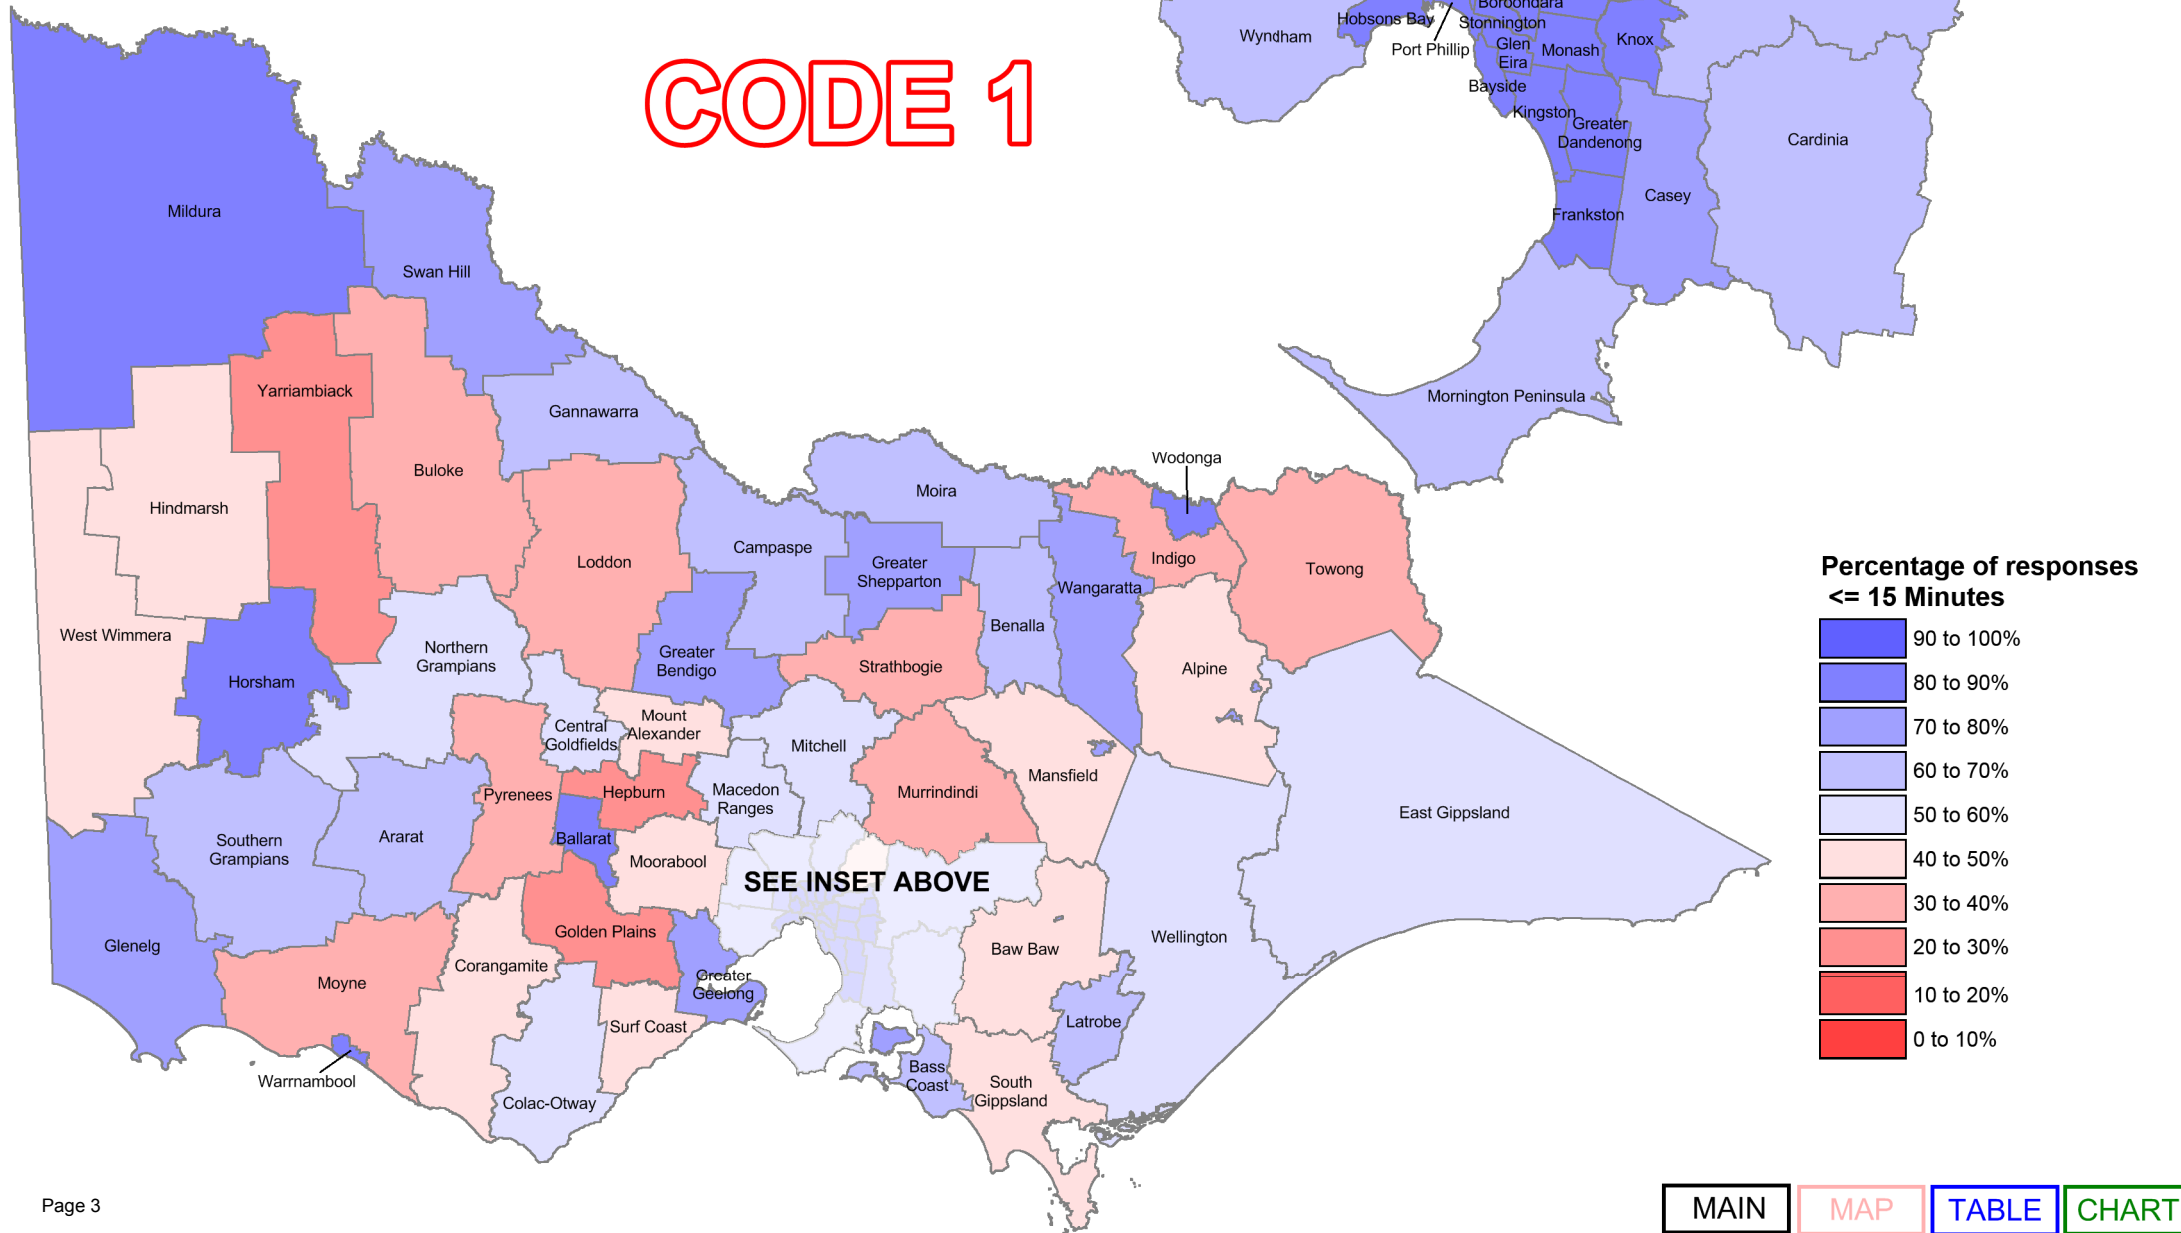 Boroondara
Hobsons Bay
Stonnington
Wyndham
Port Phillip
Glen
Eira
Monash
Knox
Bayside
Kingston
Greater
Dandenong
Cardinia
Casey
Frankston
Mornington Peninsula
CODE 1
Mildura
Swan Hill
Yarriambiack
Gannawarra
Buloke
Hindmarsh
Wodonga
Moira
Campaspe
Loddon
Greater
Shepparton
Indigo
Towong
Wangaratta
West Wimmera
Benalla
Northern
Grampians
Greater
Bendigo
Strathbogie
Alpine
Horsham
Mount
Alexander
Central
Goldfields
Mitchell
Mansfield
Pyrenees
Hepburn
Macedon
Ranges
Murrindindi
East Gippsland
Southern
Grampians
Ararat
Ballarat
Moorabool
SEE INSET ABOVE
Glenelg
Golden Plains
Wellington
Baw Baw
Corangamite
Moyne
Greater
Geelong
Surf Coast
Latrobe
Warrnambool
Bass
Coast
South
Gippsland
Colac-Otway
Percentage of responses
<= 15 Minutes
90 to 100%
80 to 90%
70 to 80%
60 to 70%
50 to 60%
40 to 50%
30 to 40%
20 to 30%
10 to 20%
0 to 10%
Page 3
MAIN
MAP
TABLE
CHART